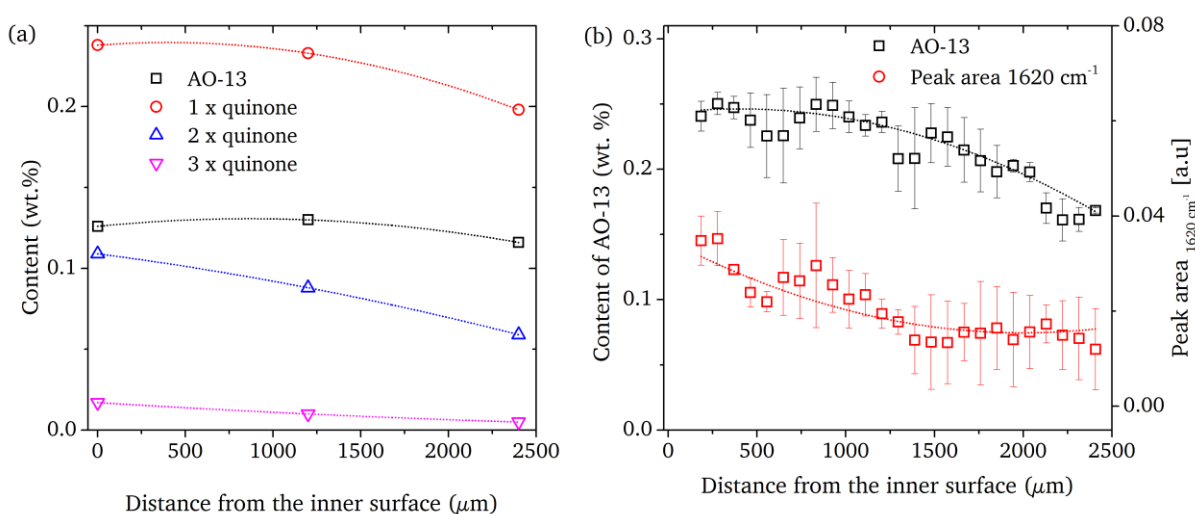 (a)
AO-13
1 x quinone
2 x quinone
3 x quinone
Content (wt.%)
0.2
0.1
0.0
0 500 1000 1500 2000 2500
Distance from the inner surface (μm)
(b)
AO-13
Peak area 1620 cm⁻¹
Content of AO-13 (wt. %)
0.3
0.2
0.1
0.0
0.08
0.04
0.00
Peak area 1620 cm⁻¹ [a.u]
0 500 1000 1500 2000 2500
Distance from the inner surface (μm)